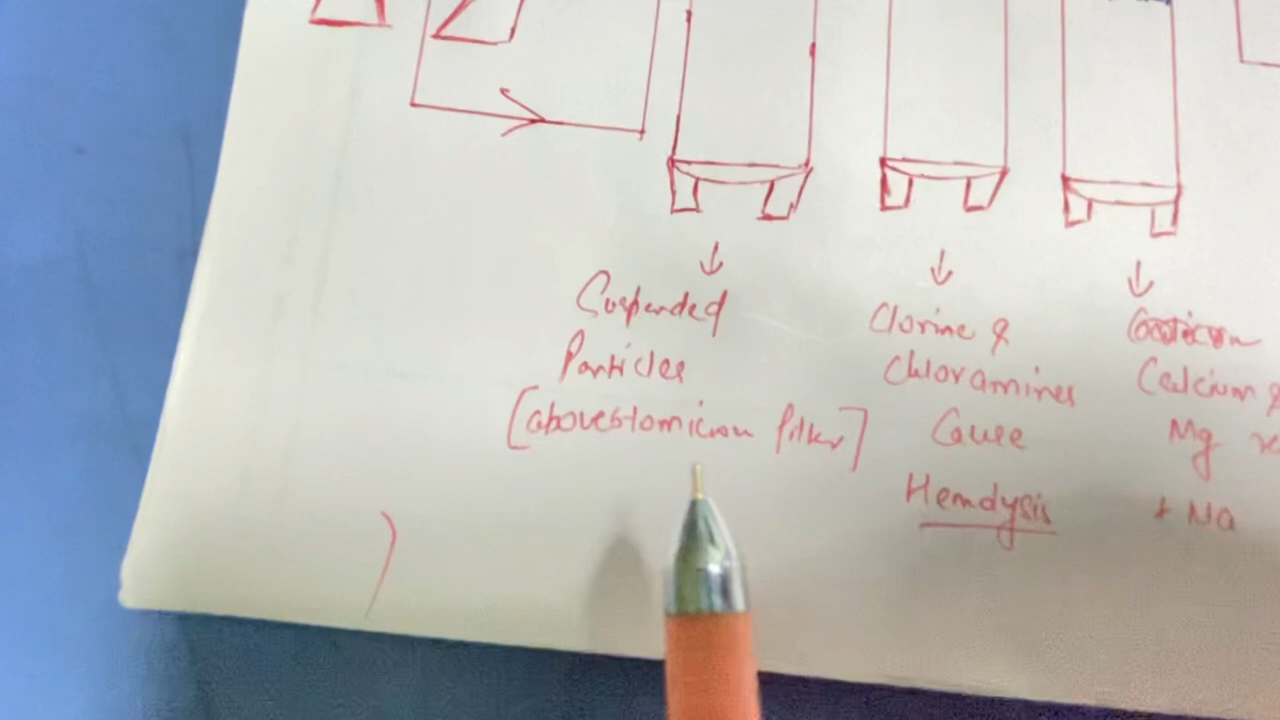 Suspended
Particles
[above 10 micron filter]
Clorine &
Chloramines
Cause
Hemolysis
Calcium &
Mg
+ Na